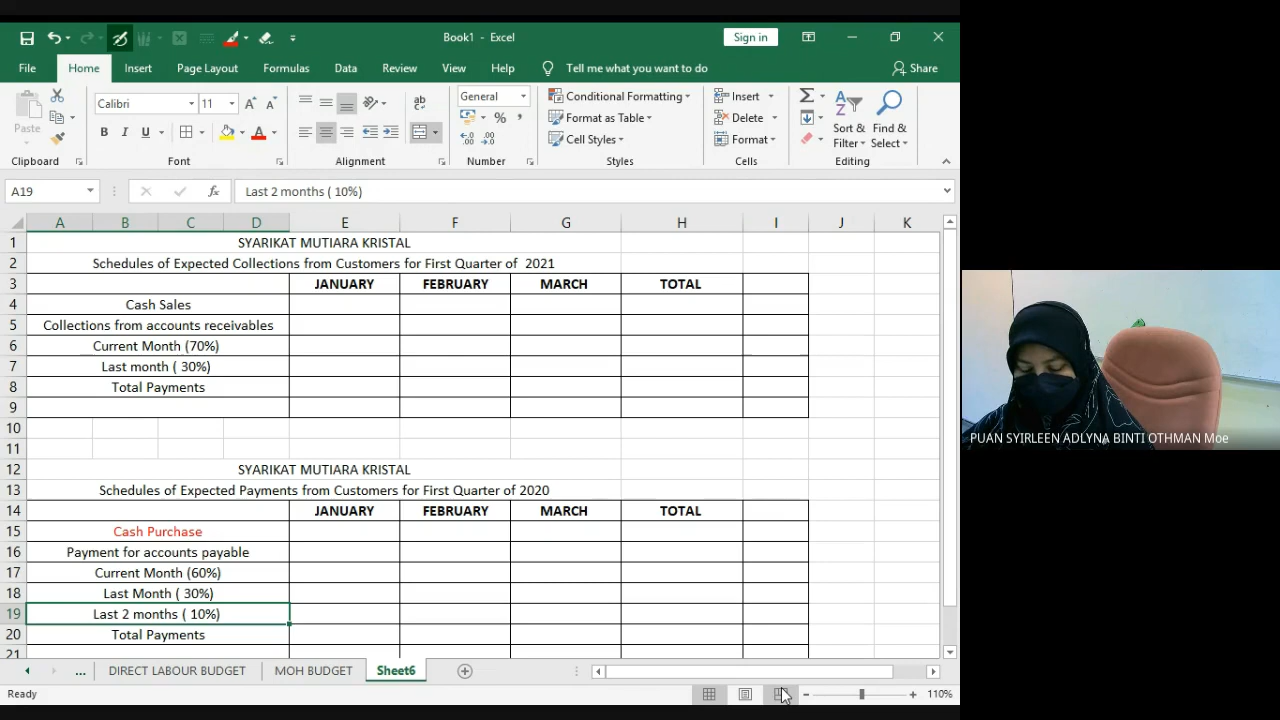 Book1 - Excel
Sign in
File Home Insert Page Layout Formulas Data Review View Help Tell me what you want to do Share
Calibri 11 General Conditional Formatting Insert
Paste B I U % Format as Table Delete Sort & Find &
Cell Styles Format Filter Select
Clipboard Font Alignment Number Styles Cells Editing
A19 fx Last 2 months ( 10%)
A B C D E F G H I J K
1 SYARIKAT MUTIARA KRISTAL
2 Schedules of Expected Collections from Customers for First Quarter of 2021
3 JANUARY FEBRUARY MARCH TOTAL
4 Cash Sales
5 Collections from accounts receivables
6 Current Month (70%)
7 Last month ( 30%)
8 Total Payments
9
10
11
12 SYARIKAT MUTIARA KRISTAL
13 Schedules of Expected Payments from Customers for First Quarter of 2020
14 JANUARY FEBRUARY MARCH TOTAL
15 Cash Purchase
16 Payment for accounts payable
17 Current Month (60%)
18 Last Month ( 30%)
19 Last 2 months ( 10%)
20 Total Payments
21
... DIRECT LABOUR BUDGET MOH BUDGET Sheet6
Ready 110%
PUAN SYIRLEEN ADLYNA BINTI OTHMAN Moe